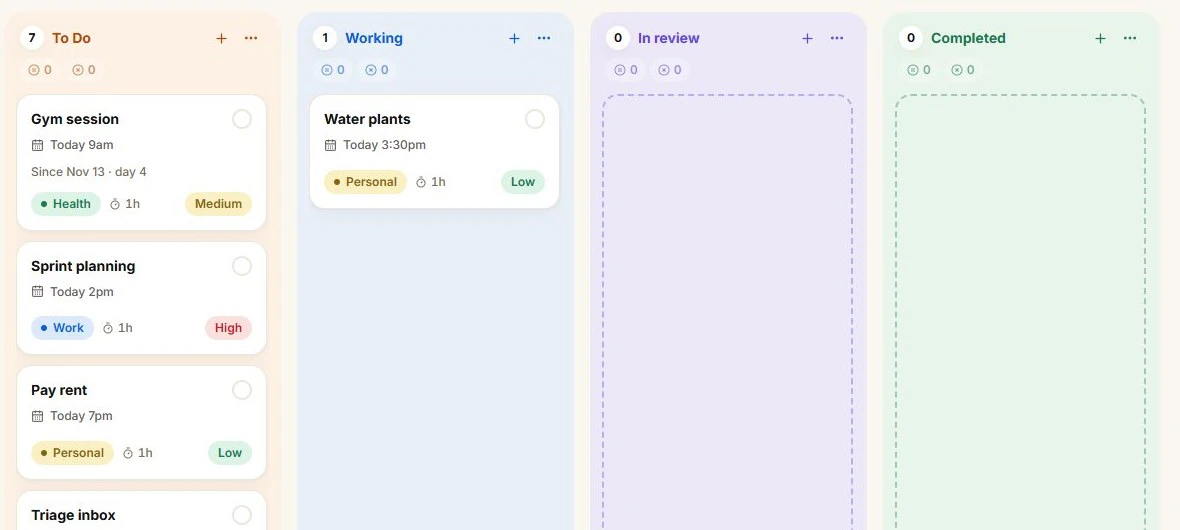 7 To Do
0 0
Gym session
Today 9am
Since Nov 13 · day 4
Health 1h Medium
Sprint planning
Today 2pm
Work 1h High
Pay rent
Today 7pm
Personal 1h Low
Triage inbox
1 Working
0 0
Water plants
Today 3:30pm
Personal 1h Low
0 In review
0 0
0 Completed
0 0